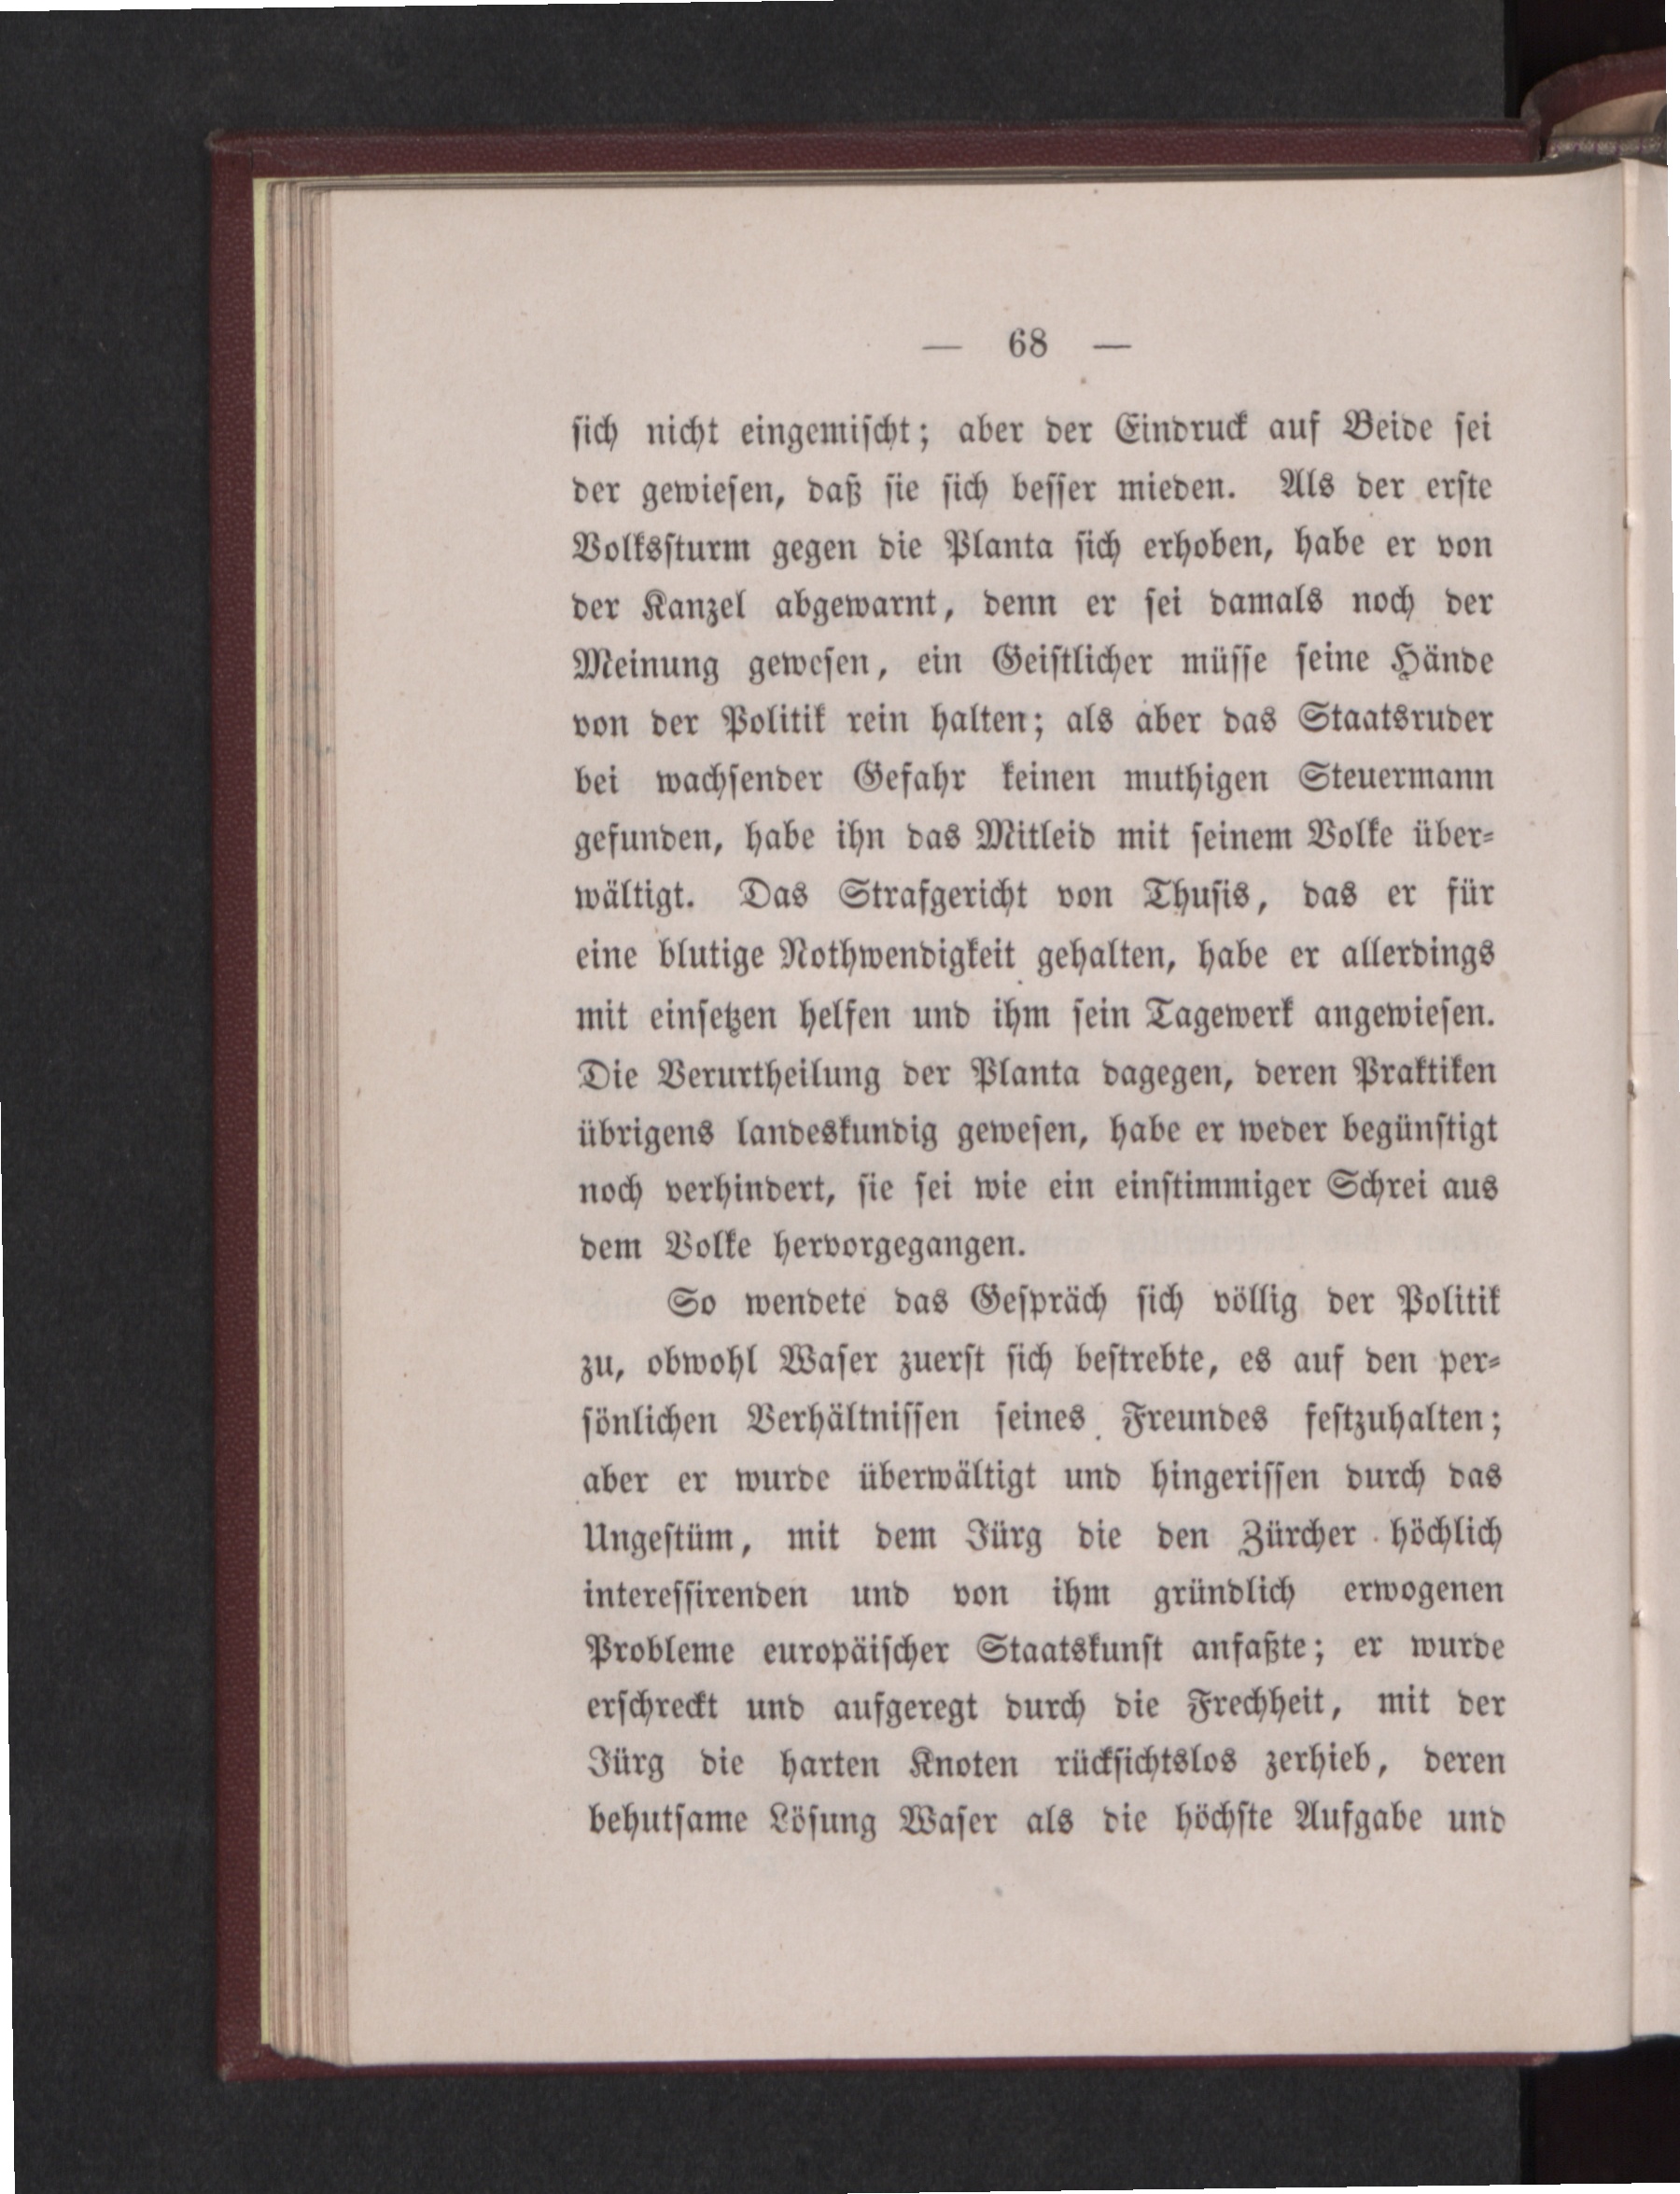 — 68 —
sich nicht eingemischt; aber der Eindruck auf Beide sei
der gewiesen, daß sie sich besser mieden. Als der erste
Volkssturm gegen die Planta sich erhoben, habe er von
der Kanzel abgewarnt, denn er sei damals noch der
Meinung gewesen, ein Geistlicher müsse seine Hände
von der Politik rein halten; als aber das Staatsruder
bei wachsender Gefahr keinen muthigen Steuermann
gefunden, habe ihn das Mitleid mit seinem Volke über-
wältigt. Das Strafgericht von Thusis, das er für
eine blutige Nothwendigkeit gehalten, habe er allerdings
mit einsetzen helfen und ihm sein Tagewerk angewiesen.
Die Verurtheilung der Planta dagegen, deren Praktiken
übrigens landeskundig gewesen, habe er weder begünstigt
noch verhindert, sie sei wie ein einstimmiger Schrei aus
dem Volke hervorgegangen.
So wendete das Gespräch sich völlig der Politik
zu, obwohl Waser zuerst sich bestrebte, es auf den per-
sönlichen Verhältnissen seines Freundes festzuhalten;
aber er wurde überwältigt und hingerissen durch das
Ungestüm, mit dem Jürg die den Zürcher höchlich
interessirenden und von ihm gründlich erwogenen
Probleme europäischer Staatskunst anfaßte; er wurde
erschreckt und aufgeregt durch die Frechheit, mit der
Jürg die harten Knoten rücksichtslos zerhieb, deren
behutsame Lösung Waser als die höchste Aufgabe und